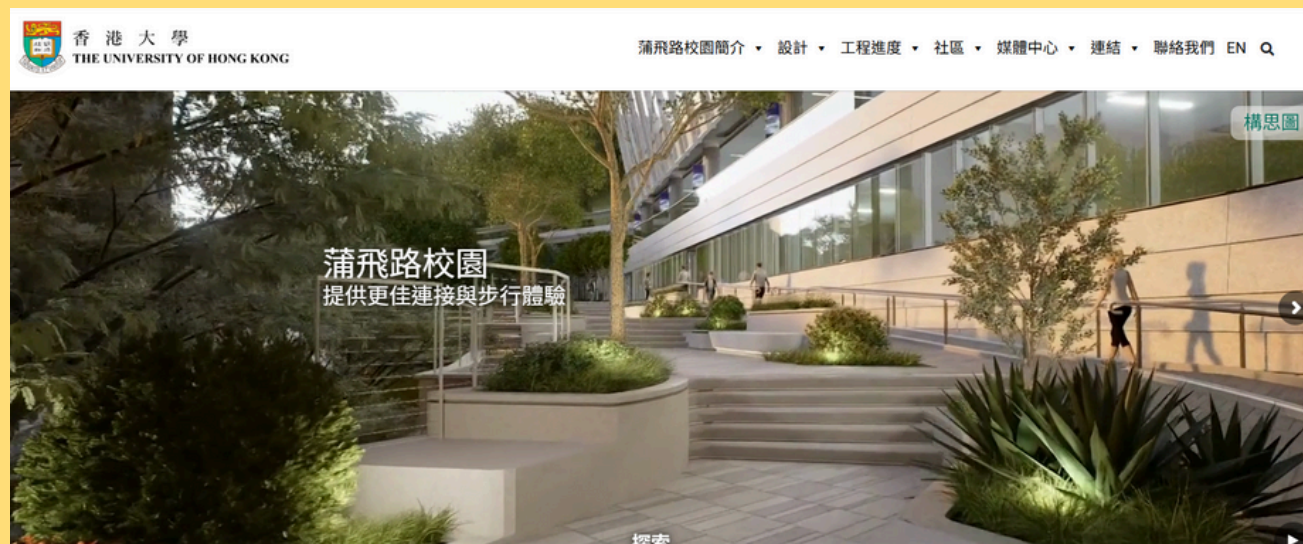 香港大學
THE UNIVERSITY OF HONG KONG
蒲飛路校園簡介 設計 工程進度 社區 媒體中心 連結 聯絡我們 EN
構思圖
蒲飛路校園
提供更佳連接與步行體驗
探索